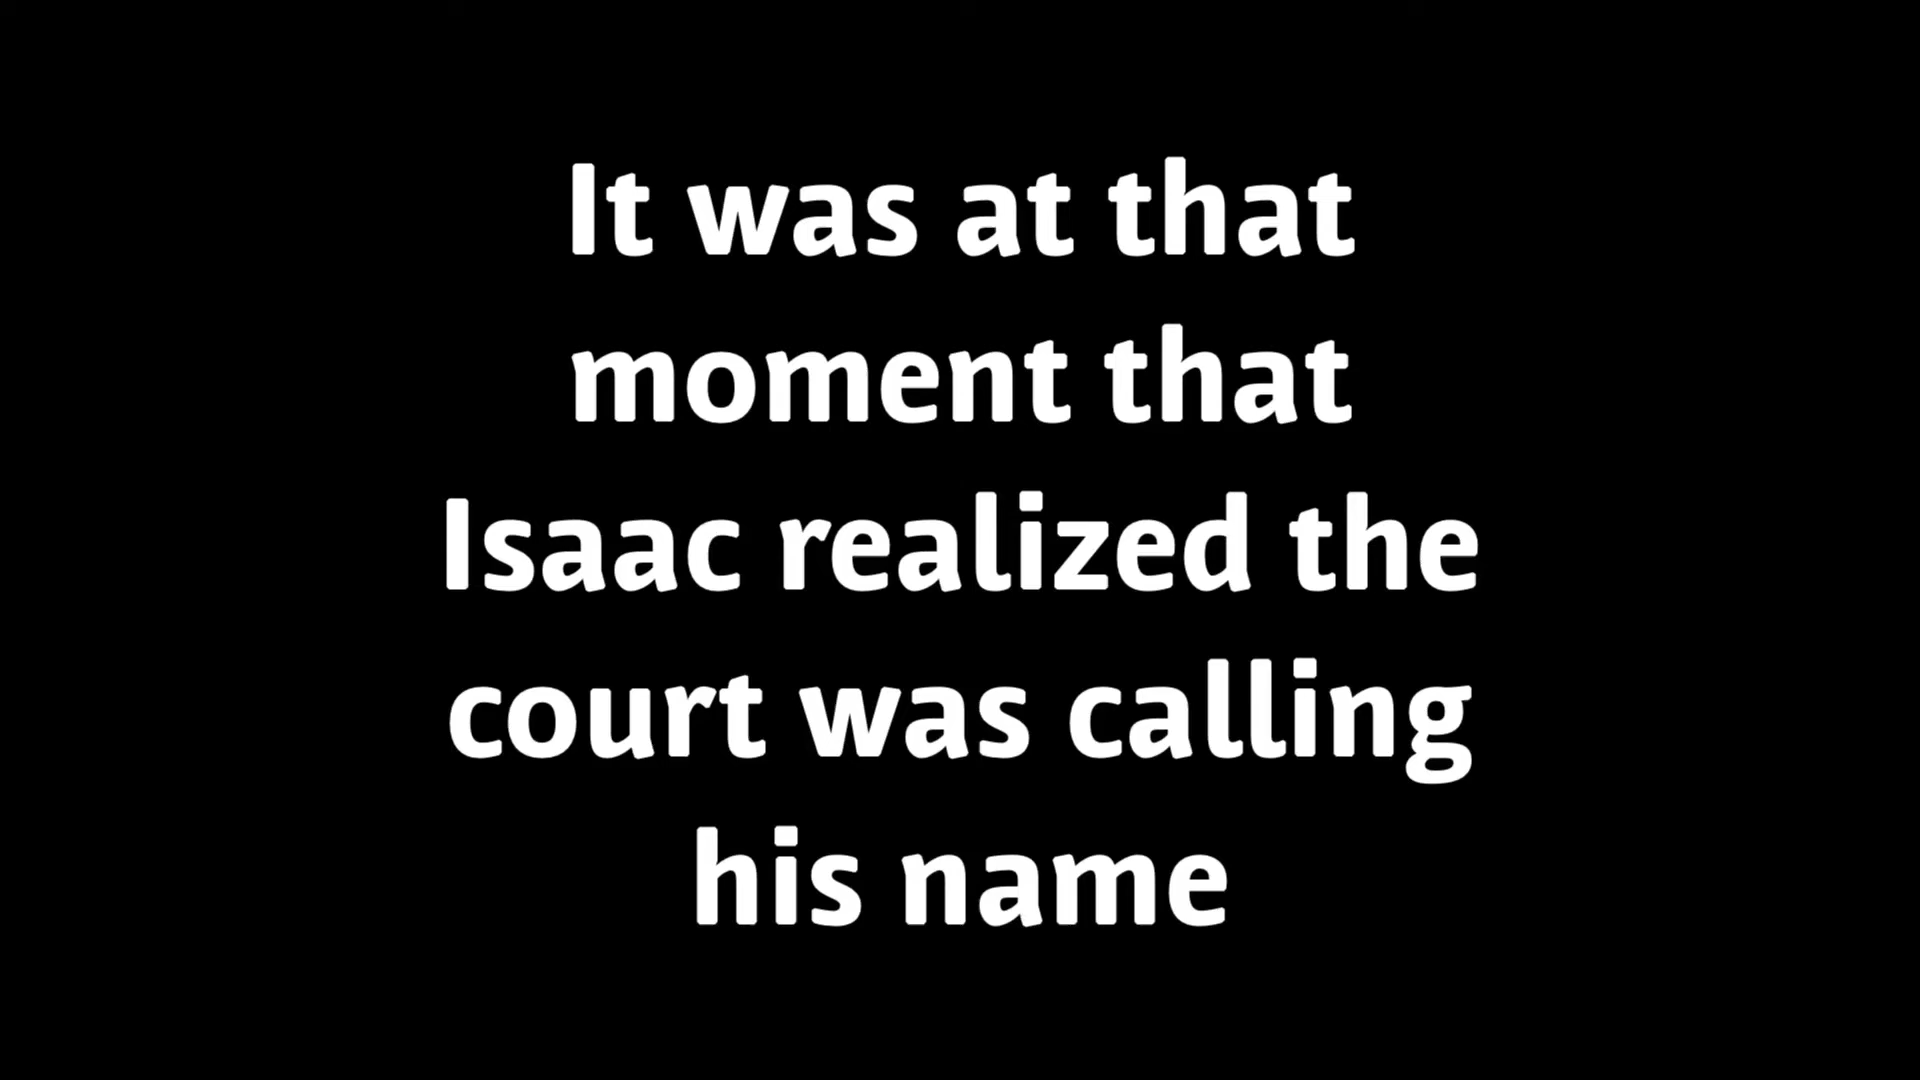 It was at that
moment that
Isaac realized the
court was calling
his name